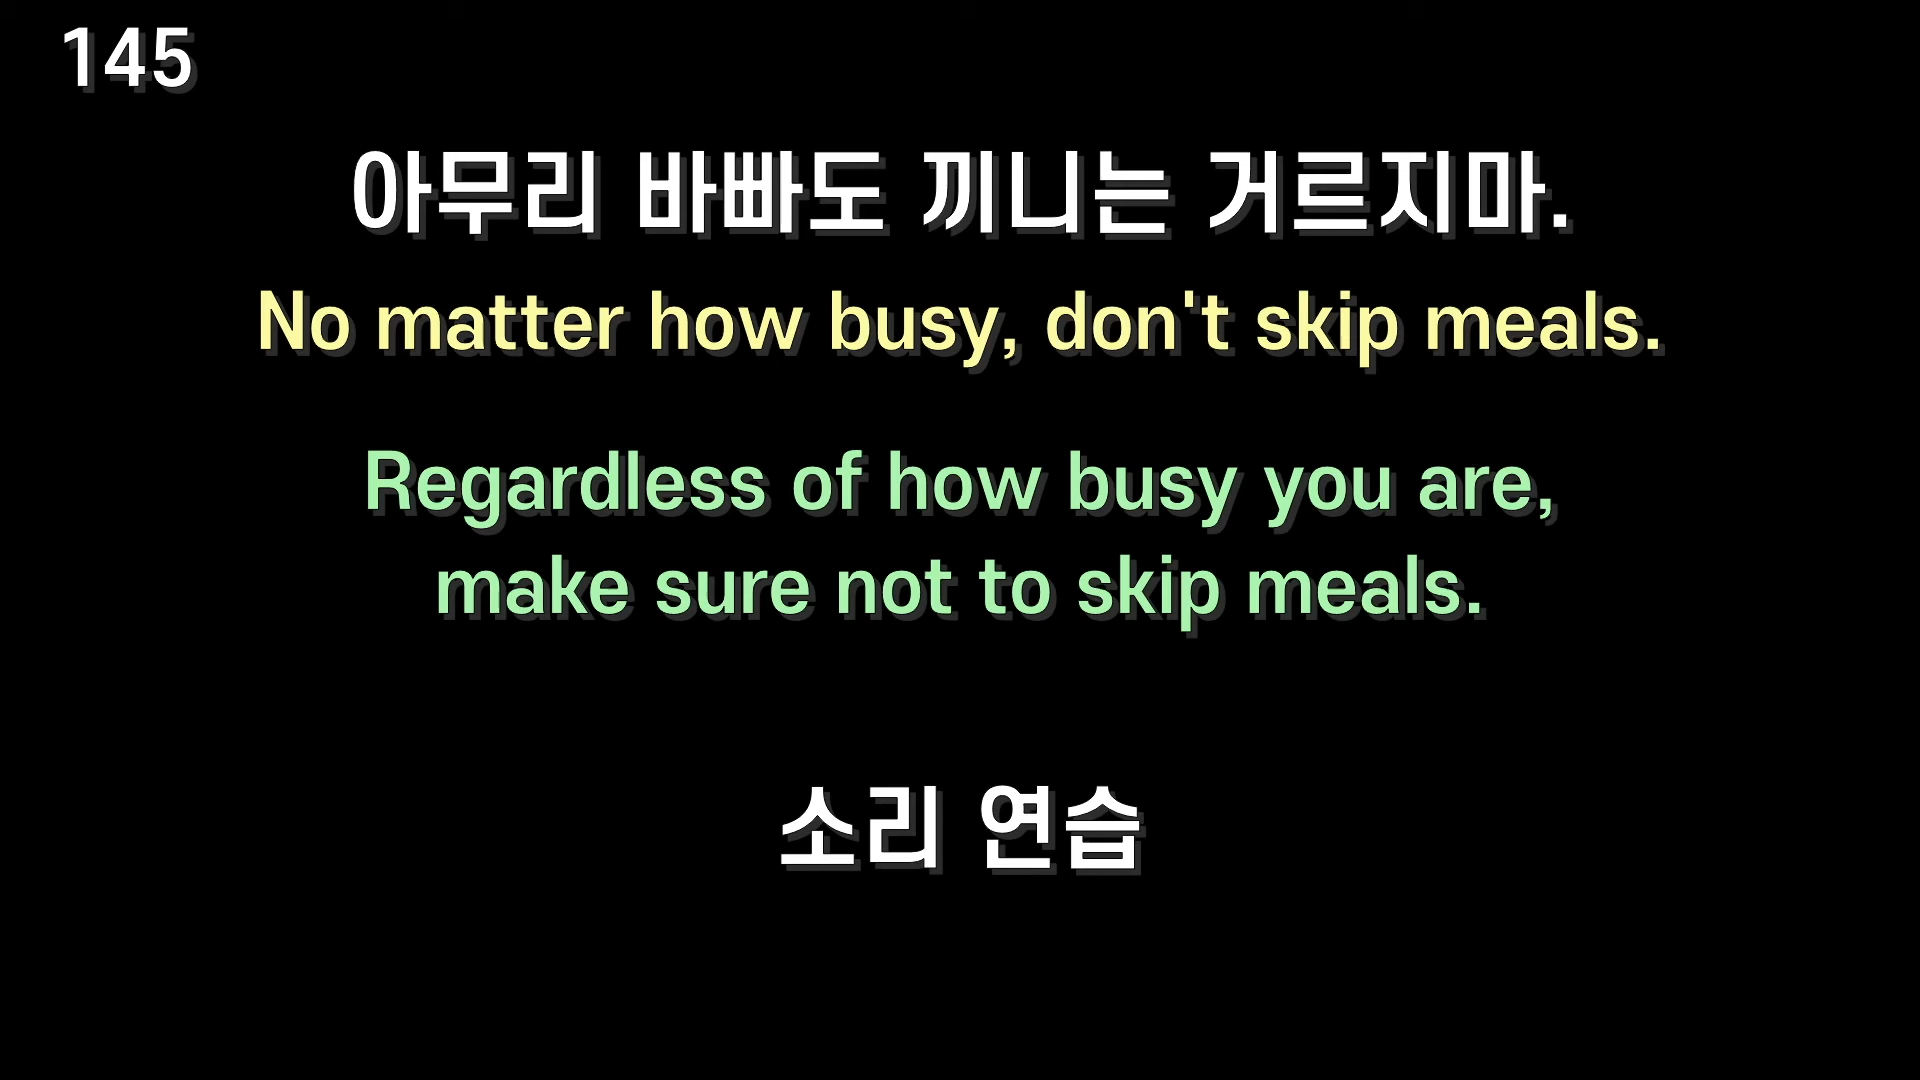 145
아무리 바빠도 끼니는 거르지마.
No matter how busy, don't skip meals.
Regardless of how busy you are,
make sure not to skip meals.
소리 연습